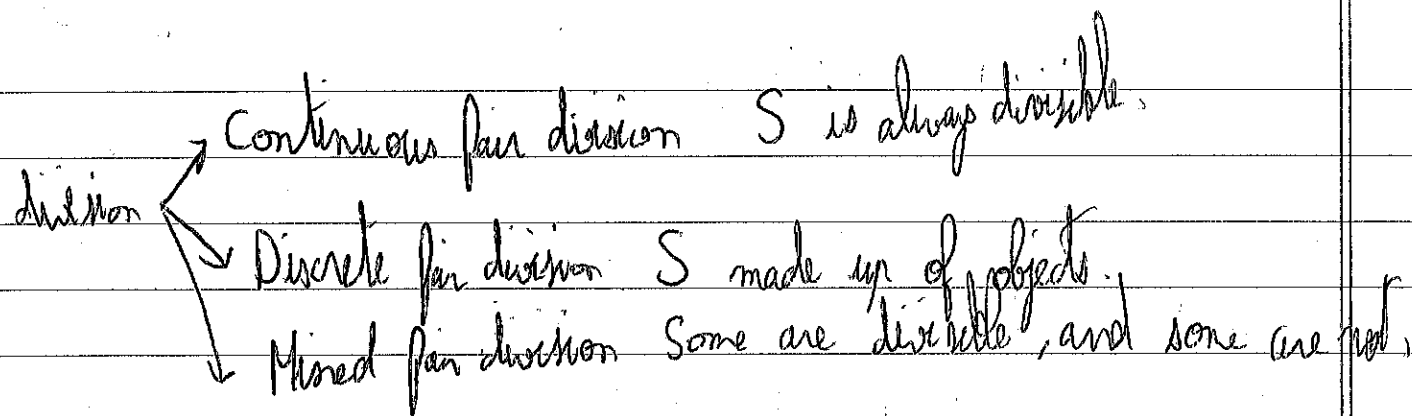 Continuous fair division S is always divisible.
division
Discrete fair division S made up of objects.
Mixed fair division Some are divisible, and some are not.